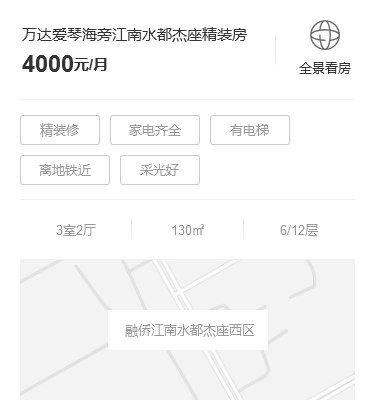 万达爱琴海旁江南水都杰座精装房
4000元/月
全景看房
精装修
家电齐全
有电梯
离地铁近
采光好
3室2厅
130㎡
6/12层
融侨江南水都杰座西区